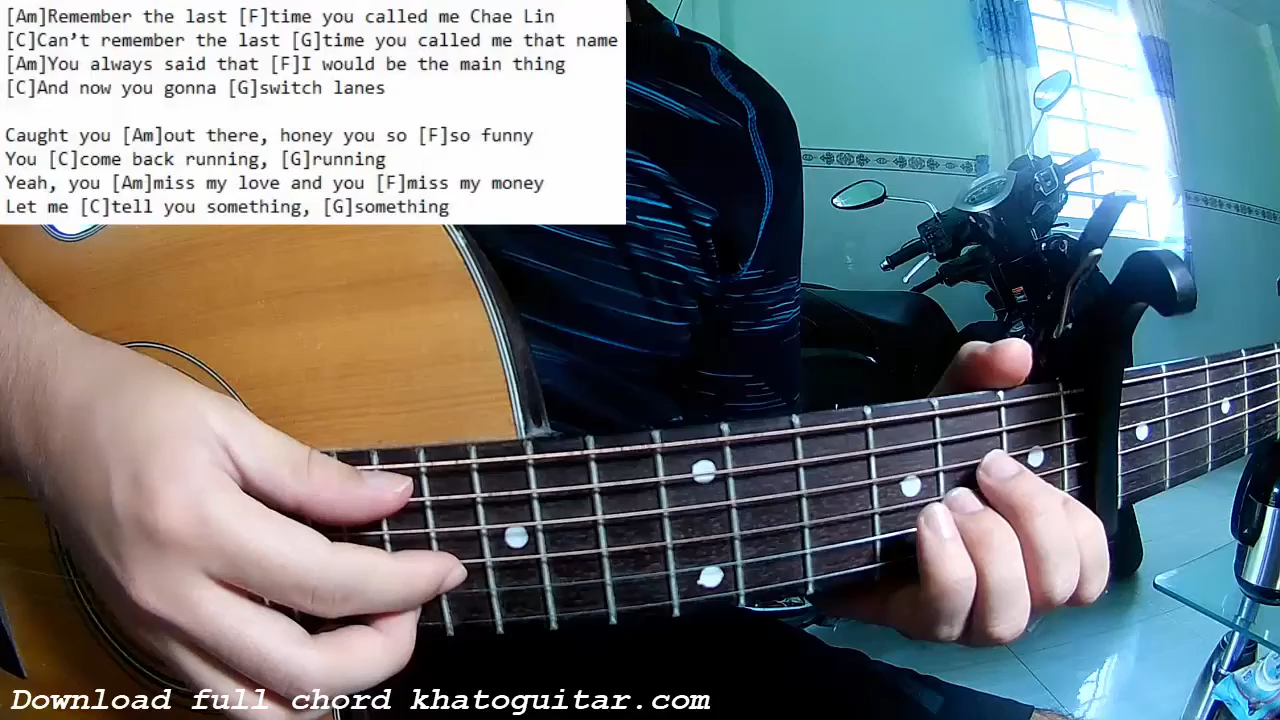 [Am]Remember the last [F]time you called me Chae Lin
[C]Can’t remember the last [G]time you called me that name
[Am]You always said that [F]I would be the main thing
[C]And now you gonna [G]switch lanes
Caught you [Am]out there, honey you so [F]so funny
You [C]come back running, [G]running
Yeah, you [Am]miss my love and you [F]miss my money
Let me [C]tell you something, [G]something
Download full chord khatoguitar.com